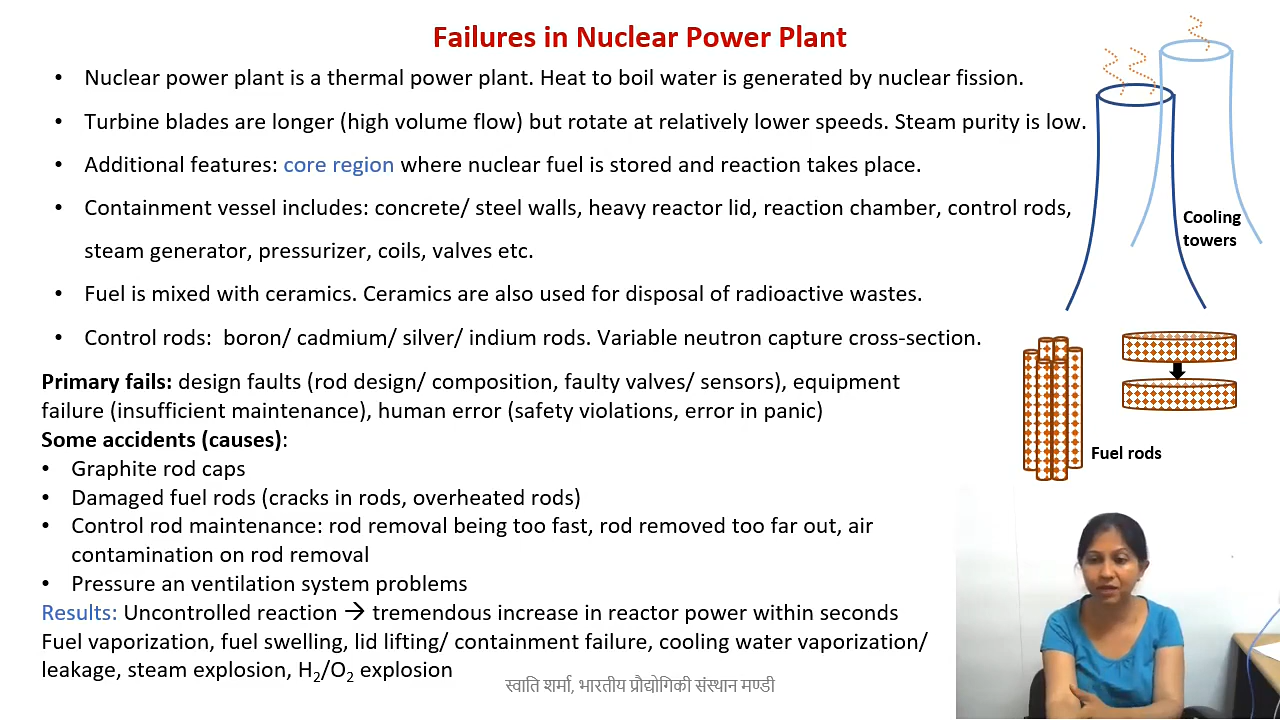 Failures in Nuclear Power Plant
• Nuclear power plant is a thermal power plant. Heat to boil water is generated by nuclear fission.
• Turbine blades are longer (high volume flow) but rotate at relatively lower speeds. Steam purity is low.
• Additional features: core region where nuclear fuel is stored and reaction takes place.
• Containment vessel includes: concrete/ steel walls, heavy reactor lid, reaction chamber, control rods,
steam generator, pressurizer, coils, valves etc.
• Fuel is mixed with ceramics. Ceramics are also used for disposal of radioactive wastes.
• Control rods: boron/ cadmium/ silver/ indium rods. Variable neutron capture cross-section.
Cooling
towers
Fuel rods
Primary fails: design faults (rod design/ composition, faulty valves/ sensors), equipment
failure (insufficient maintenance), human error (safety violations, error in panic)
Some accidents (causes):
• Graphite rod caps
• Damaged fuel rods (cracks in rods, overheated rods)
• Control rod maintenance: rod removal being too fast, rod removed too far out, air
contamination on rod removal
• Pressure an ventilation system problems
Results: Uncontrolled reaction → tremendous increase in reactor power within seconds
Fuel vaporization, fuel swelling, lid lifting/ containment failure, cooling water vaporization/
leakage, steam explosion, H₂/O₂ explosion
स्वाति शर्मा, भारतीय प्रौद्योगिकी संस्थान मण्डी